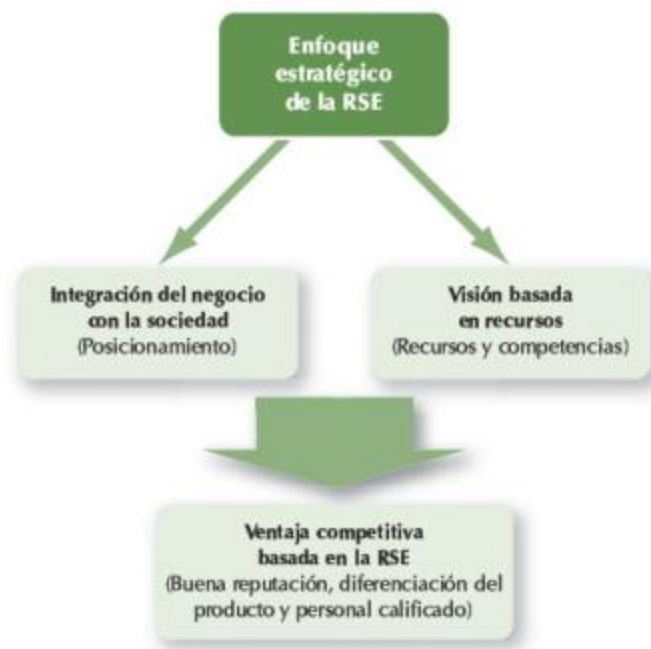 Enfoque
estratégico
de la RSE
Integración del negocio
con la sociedad
(Posicionamiento)
Visión basada
en recursos
(Recursos y competencias)
Ventaja competitiva
basada en la RSE
(Buena reputación, diferenciación del
producto y personal calificado)